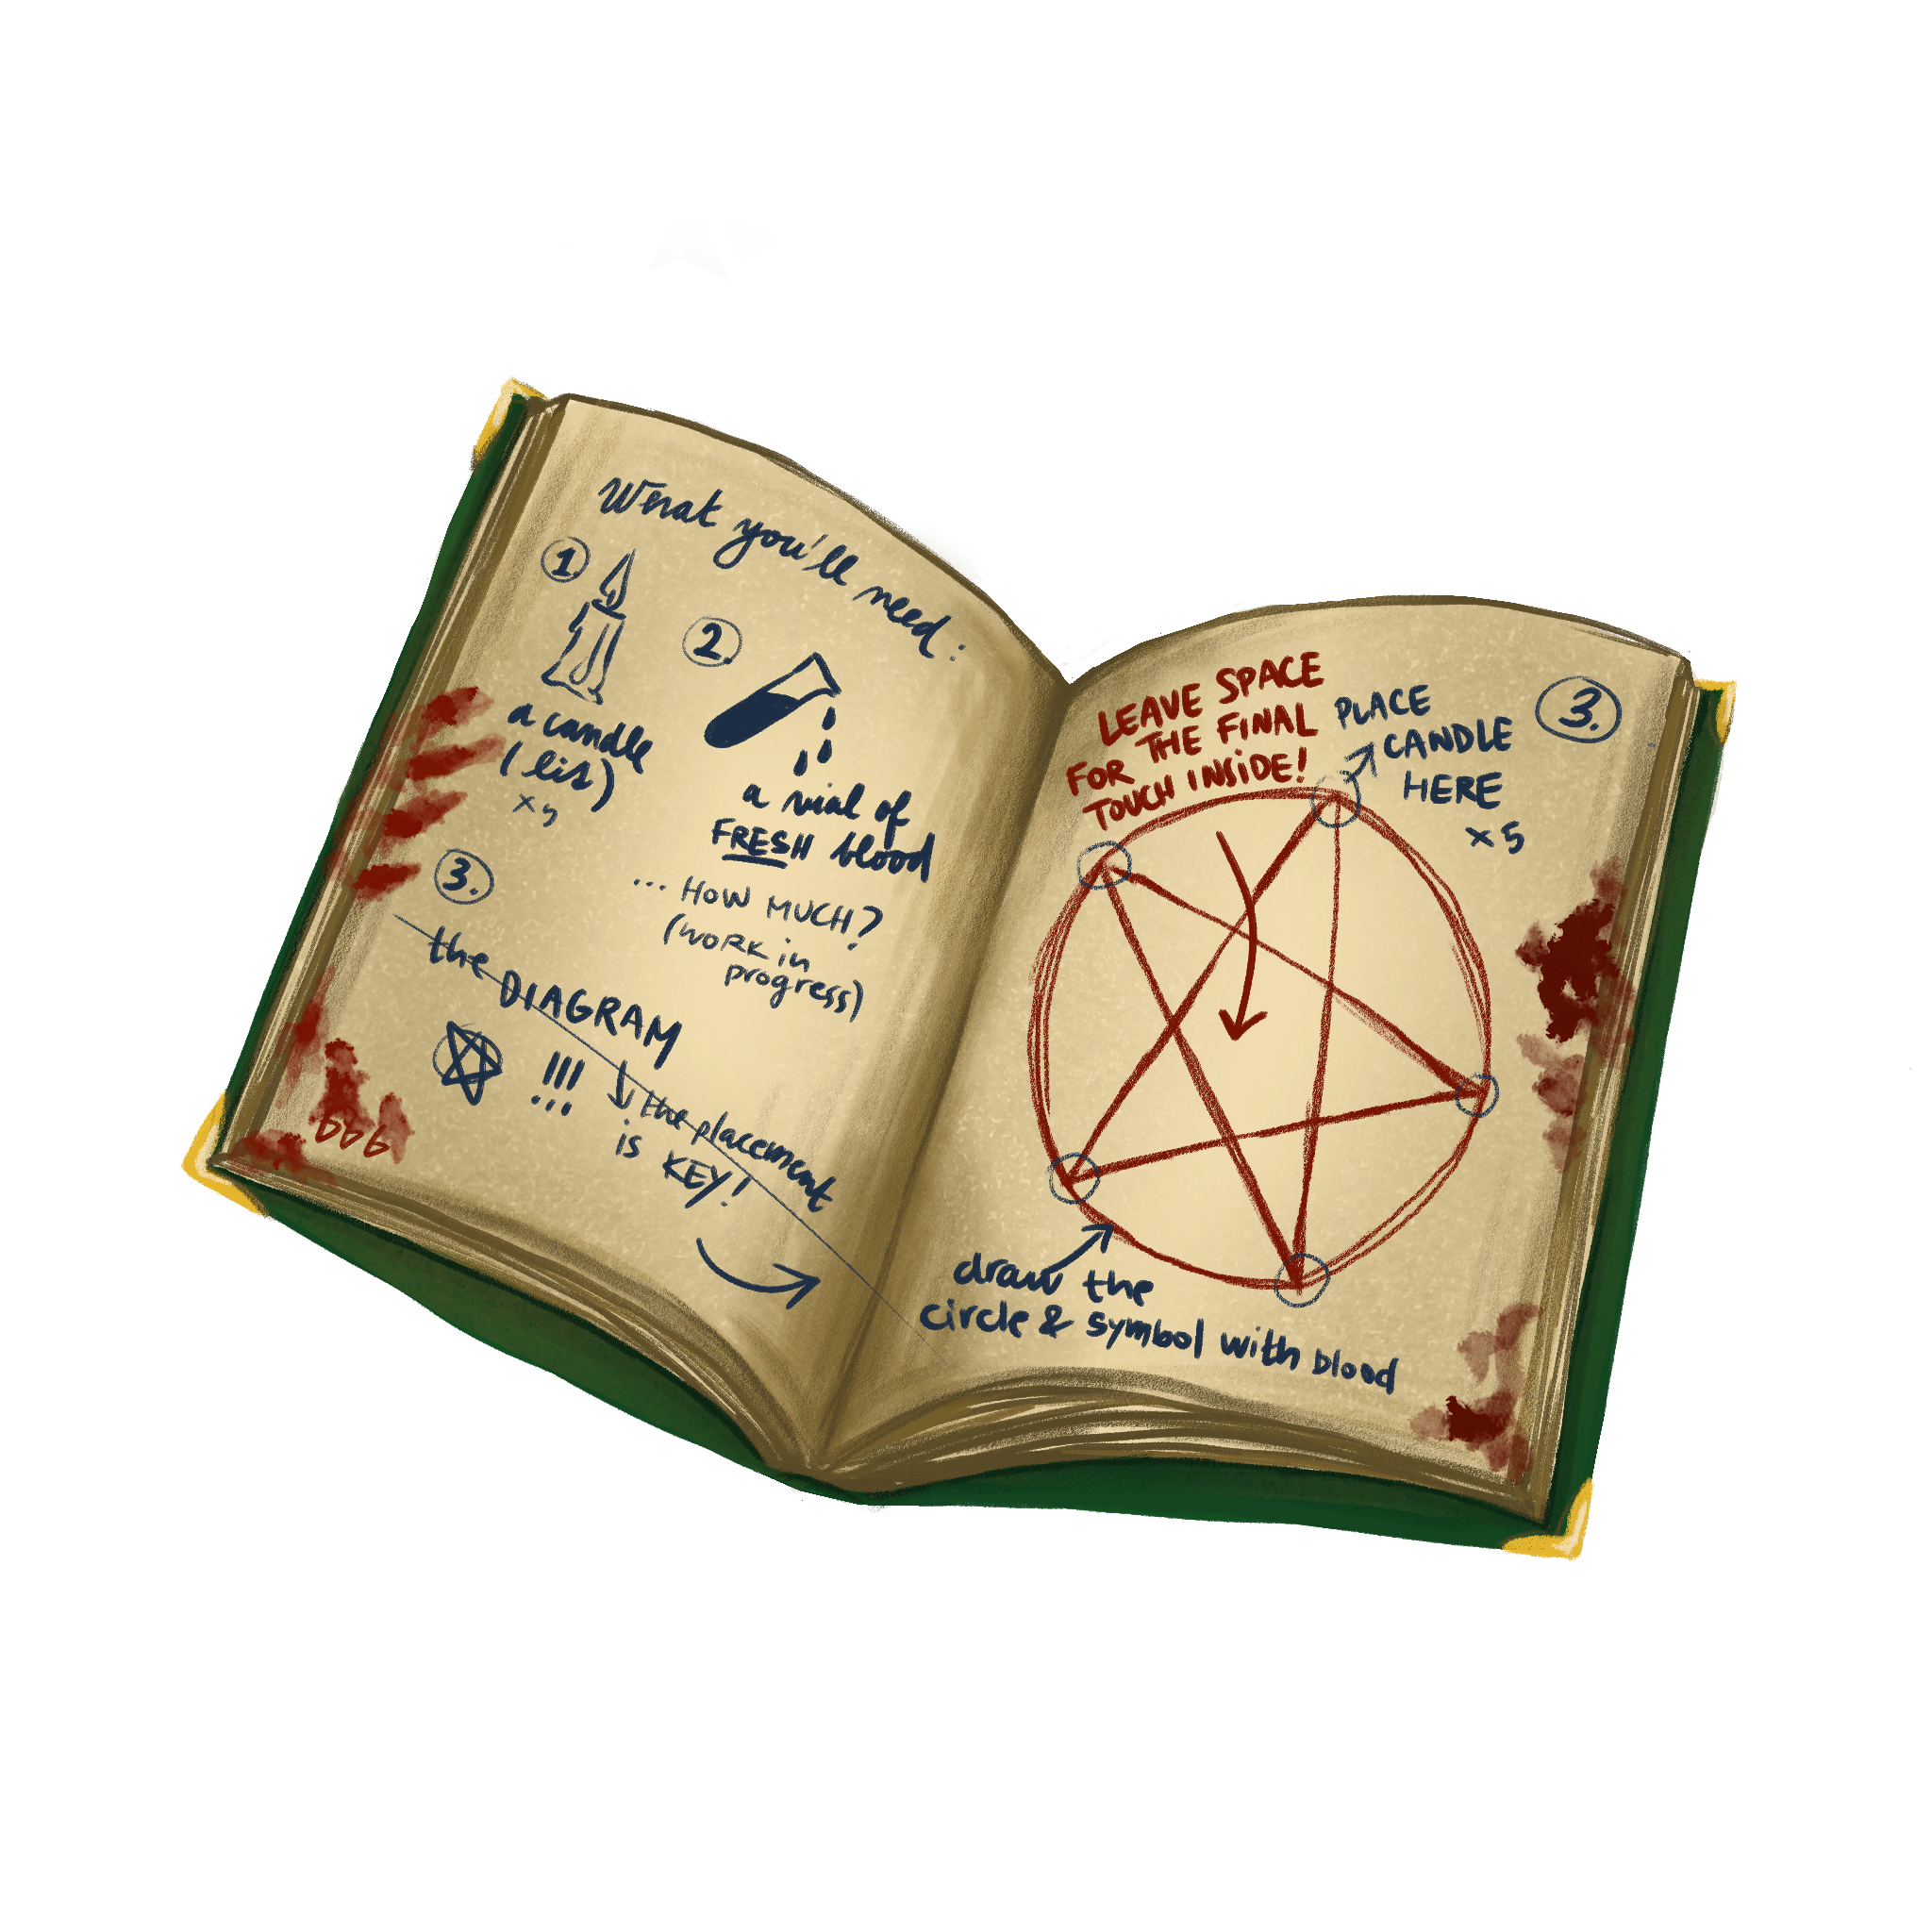 What you'll need:
1
a candle
(lit)
x 5
2
a vial of
FRESH blood
... HOW MUCH?
(WORK in
progress)
3.
the DIAGRAM
!!!
the placement
is KEY!
666
3.
LEAVE SPACE
THE FINAL
FOR
TOUCH INSIDE!
PLACE
CANDLE
HERE
x 5
draw the
circle & symbol with blood